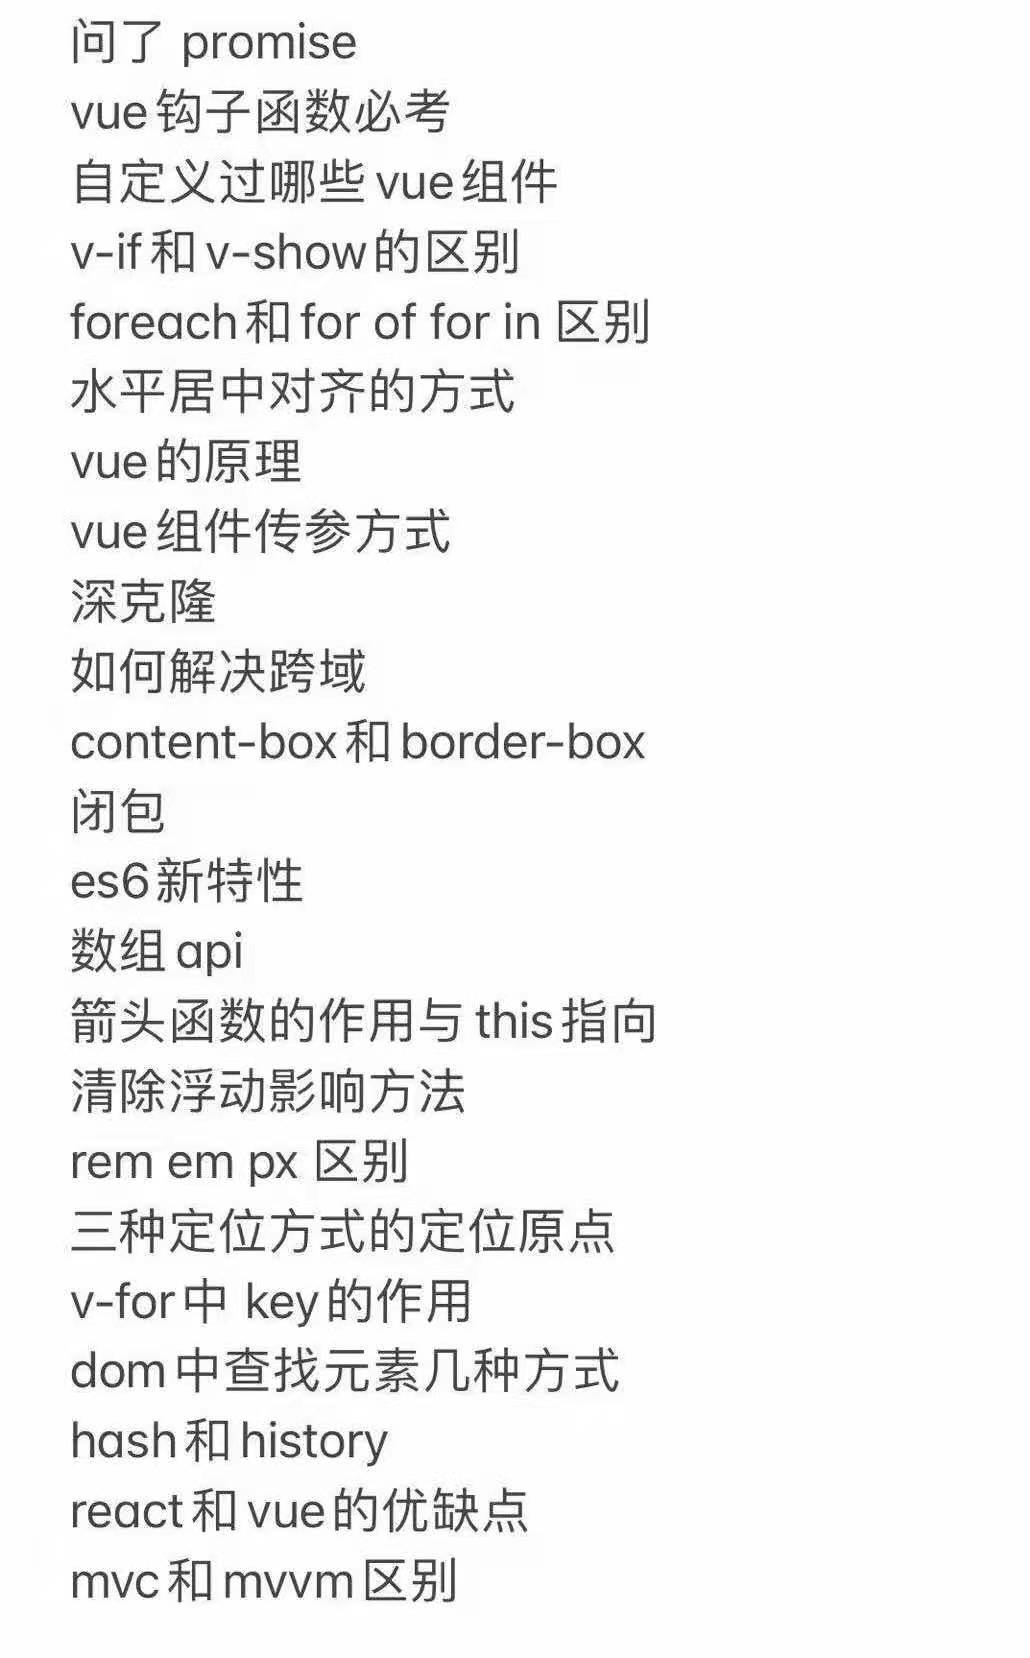 问了 promise
vue钩子函数必考
自定义过哪些vue组件
v-if和v-show的区别
foreach和for of for in 区别
水平居中对齐的方式
vue的原理
vue组件传参方式
深克隆
如何解决跨域
content-box和border-box
闭包
es6新特性
数组api
箭头函数的作用与 this指向
清除浮动影响方法
rem em px 区别
三种定位方式的定位原点
v-for中 key的作用
dom中查找元素几种方式
hash和history
react和vue的优缺点
mvc和mvvm区别